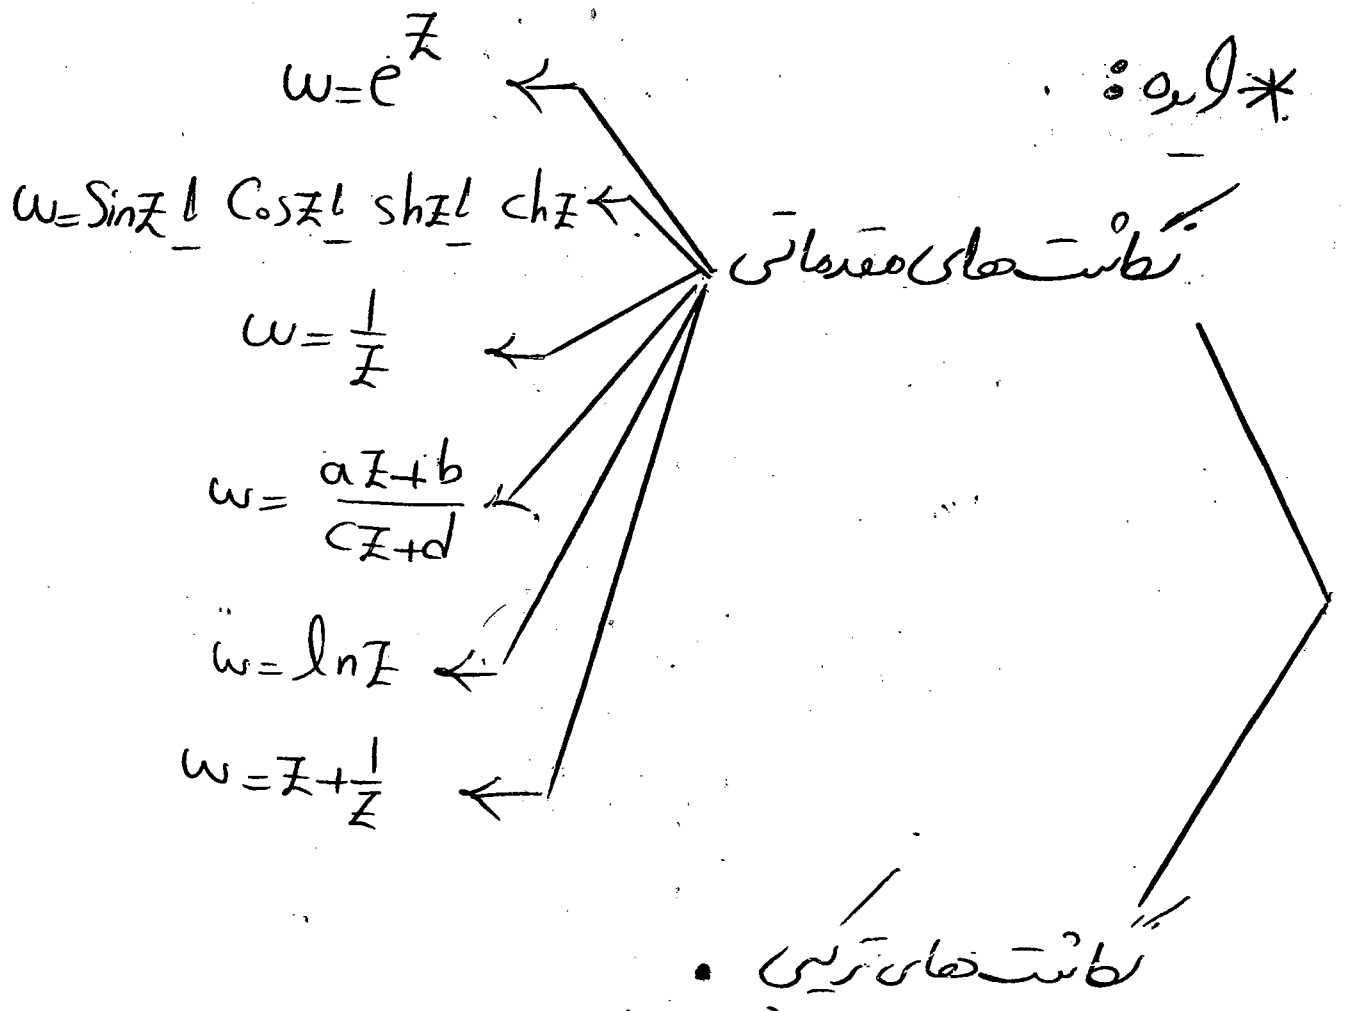 * ایده :
نگاشت های مقدماتی
w = e^z
w = Sin z یا Cos z یا sh z یا ch z
w = 1/z
w = (az+b)/(cz+d)
w = ln z
w = z + 1/z
نگاشت های ترکیبی .